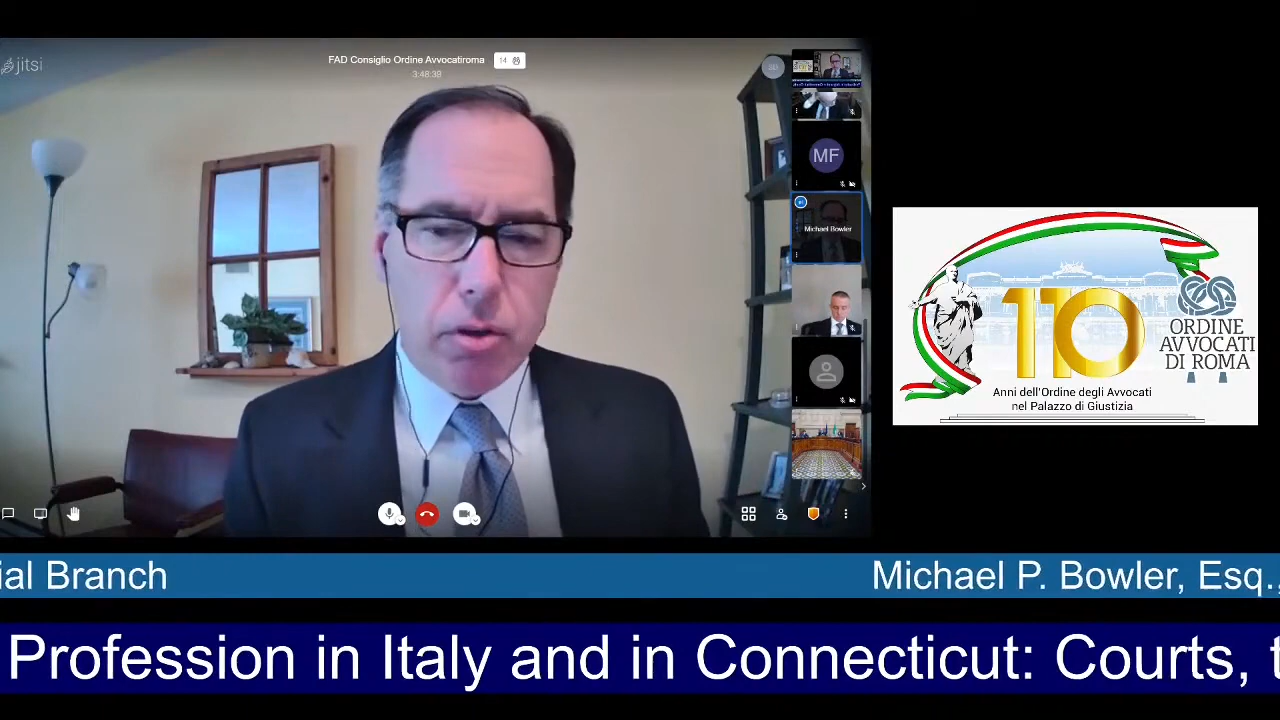 jitsi
FAD Consiglio Ordine Avvocatiroma
14
3:48:38
MF
Michael Bowler
110
ORDINE
AVVOCATI
DI ROMA
Anni dell'Ordine degli Avvocati
nel Palazzo di Giustizia
ial Branch
Michael P. Bowler, Esq.,
Profession in Italy and in Connecticut: Courts, t